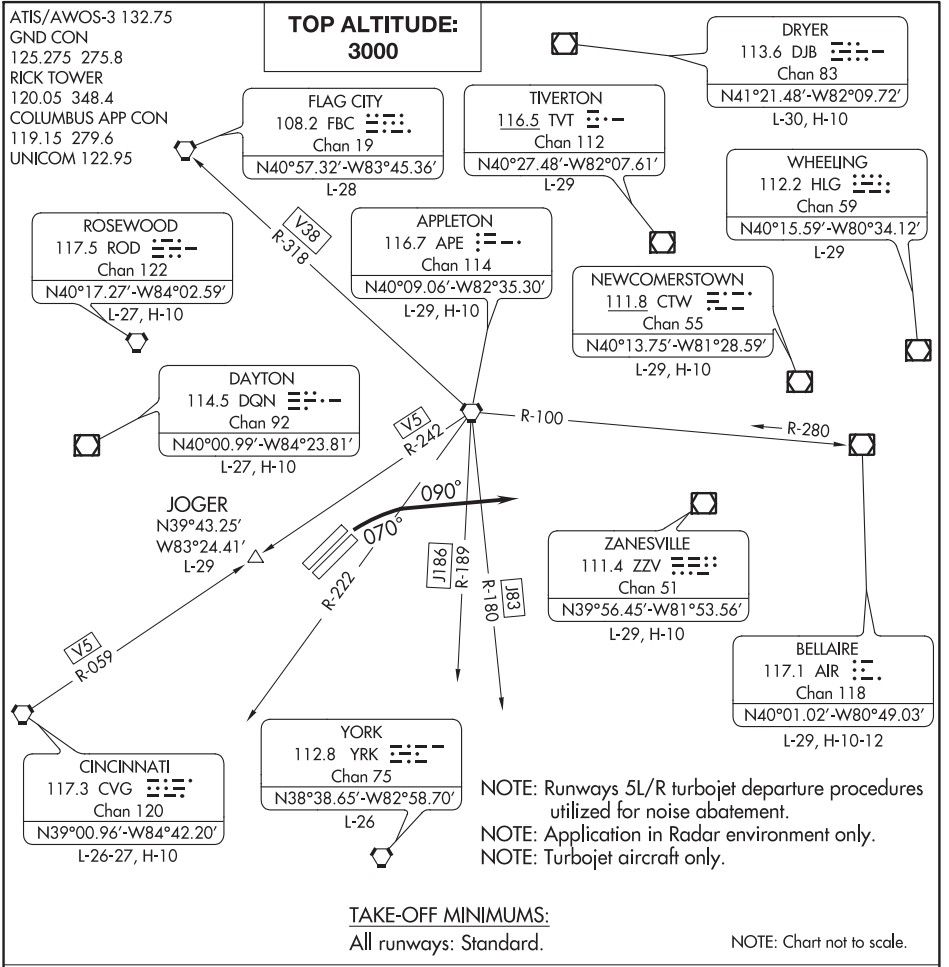 ATIS/AWOS-3 132.75
GND CON
125.275 275.8
RICK TOWER
120.05 348.4
COLUMBUS APP CON
119.15 279.6
UNICOM 122.95
TOP ALTITUDE:
3000
DRYER
113.6 DJB
Chan 83
N41°21.48'-W82°09.72'
L-30, H-10
FLAG CITY
108.2 FBC
Chan 19
N40°57.32'-W83°45.36'
L-28
TIVERTON
116.5 TVT
Chan 112
N40°27.48'-W82°07.61'
L-29
WHEELING
112.2 HLG
Chan 59
N40°15.59'-W80°34.12'
L-29
ROSEWOOD
117.5 ROD
Chan 122
N40°17.27'-W84°02.59'
L-27, H-10
V38
R-318
APPLETON
116.7 APE
Chan 114
N40°09.06'-W82°35.30'
L-29, H-10
NEWCOMERSTOWN
111.8 CTW
Chan 55
N40°13.75'-W81°28.59'
L-29, H-10
DAYTON
114.5 DQN
Chan 92
N40°00.99'-W84°23.81'
L-27, H-10
V5
R-242
R-100
R-280
JOGER
N39°43.25'
W83°24.41'
L-29
070°
090°
R-222
J186
R-189
J83
R-180
ZANESVILLE
111.4 ZZV
Chan 51
N39°56.45'-W81°53.56'
L-29, H-10
V5
R-059
BELLAIRE
117.1 AIR
Chan 118
N40°01.02'-W80°49.03'
L-29, H-10-12
CINCINNATI
117.3 CVG
Chan 120
N39°00.96'-W84°42.20'
L-26-27, H-10
YORK
112.8 YRK
Chan 75
N38°38.65'-W82°58.70'
L-26
NOTE: Runways 5L/R turbojet departure procedures
utilized for noise abatement.
NOTE: Application in Radar environment only.
NOTE: Turbojet aircraft only.
TAKE-OFF MINIMUMS:
All runways: Standard.
NOTE: Chart not to scale.